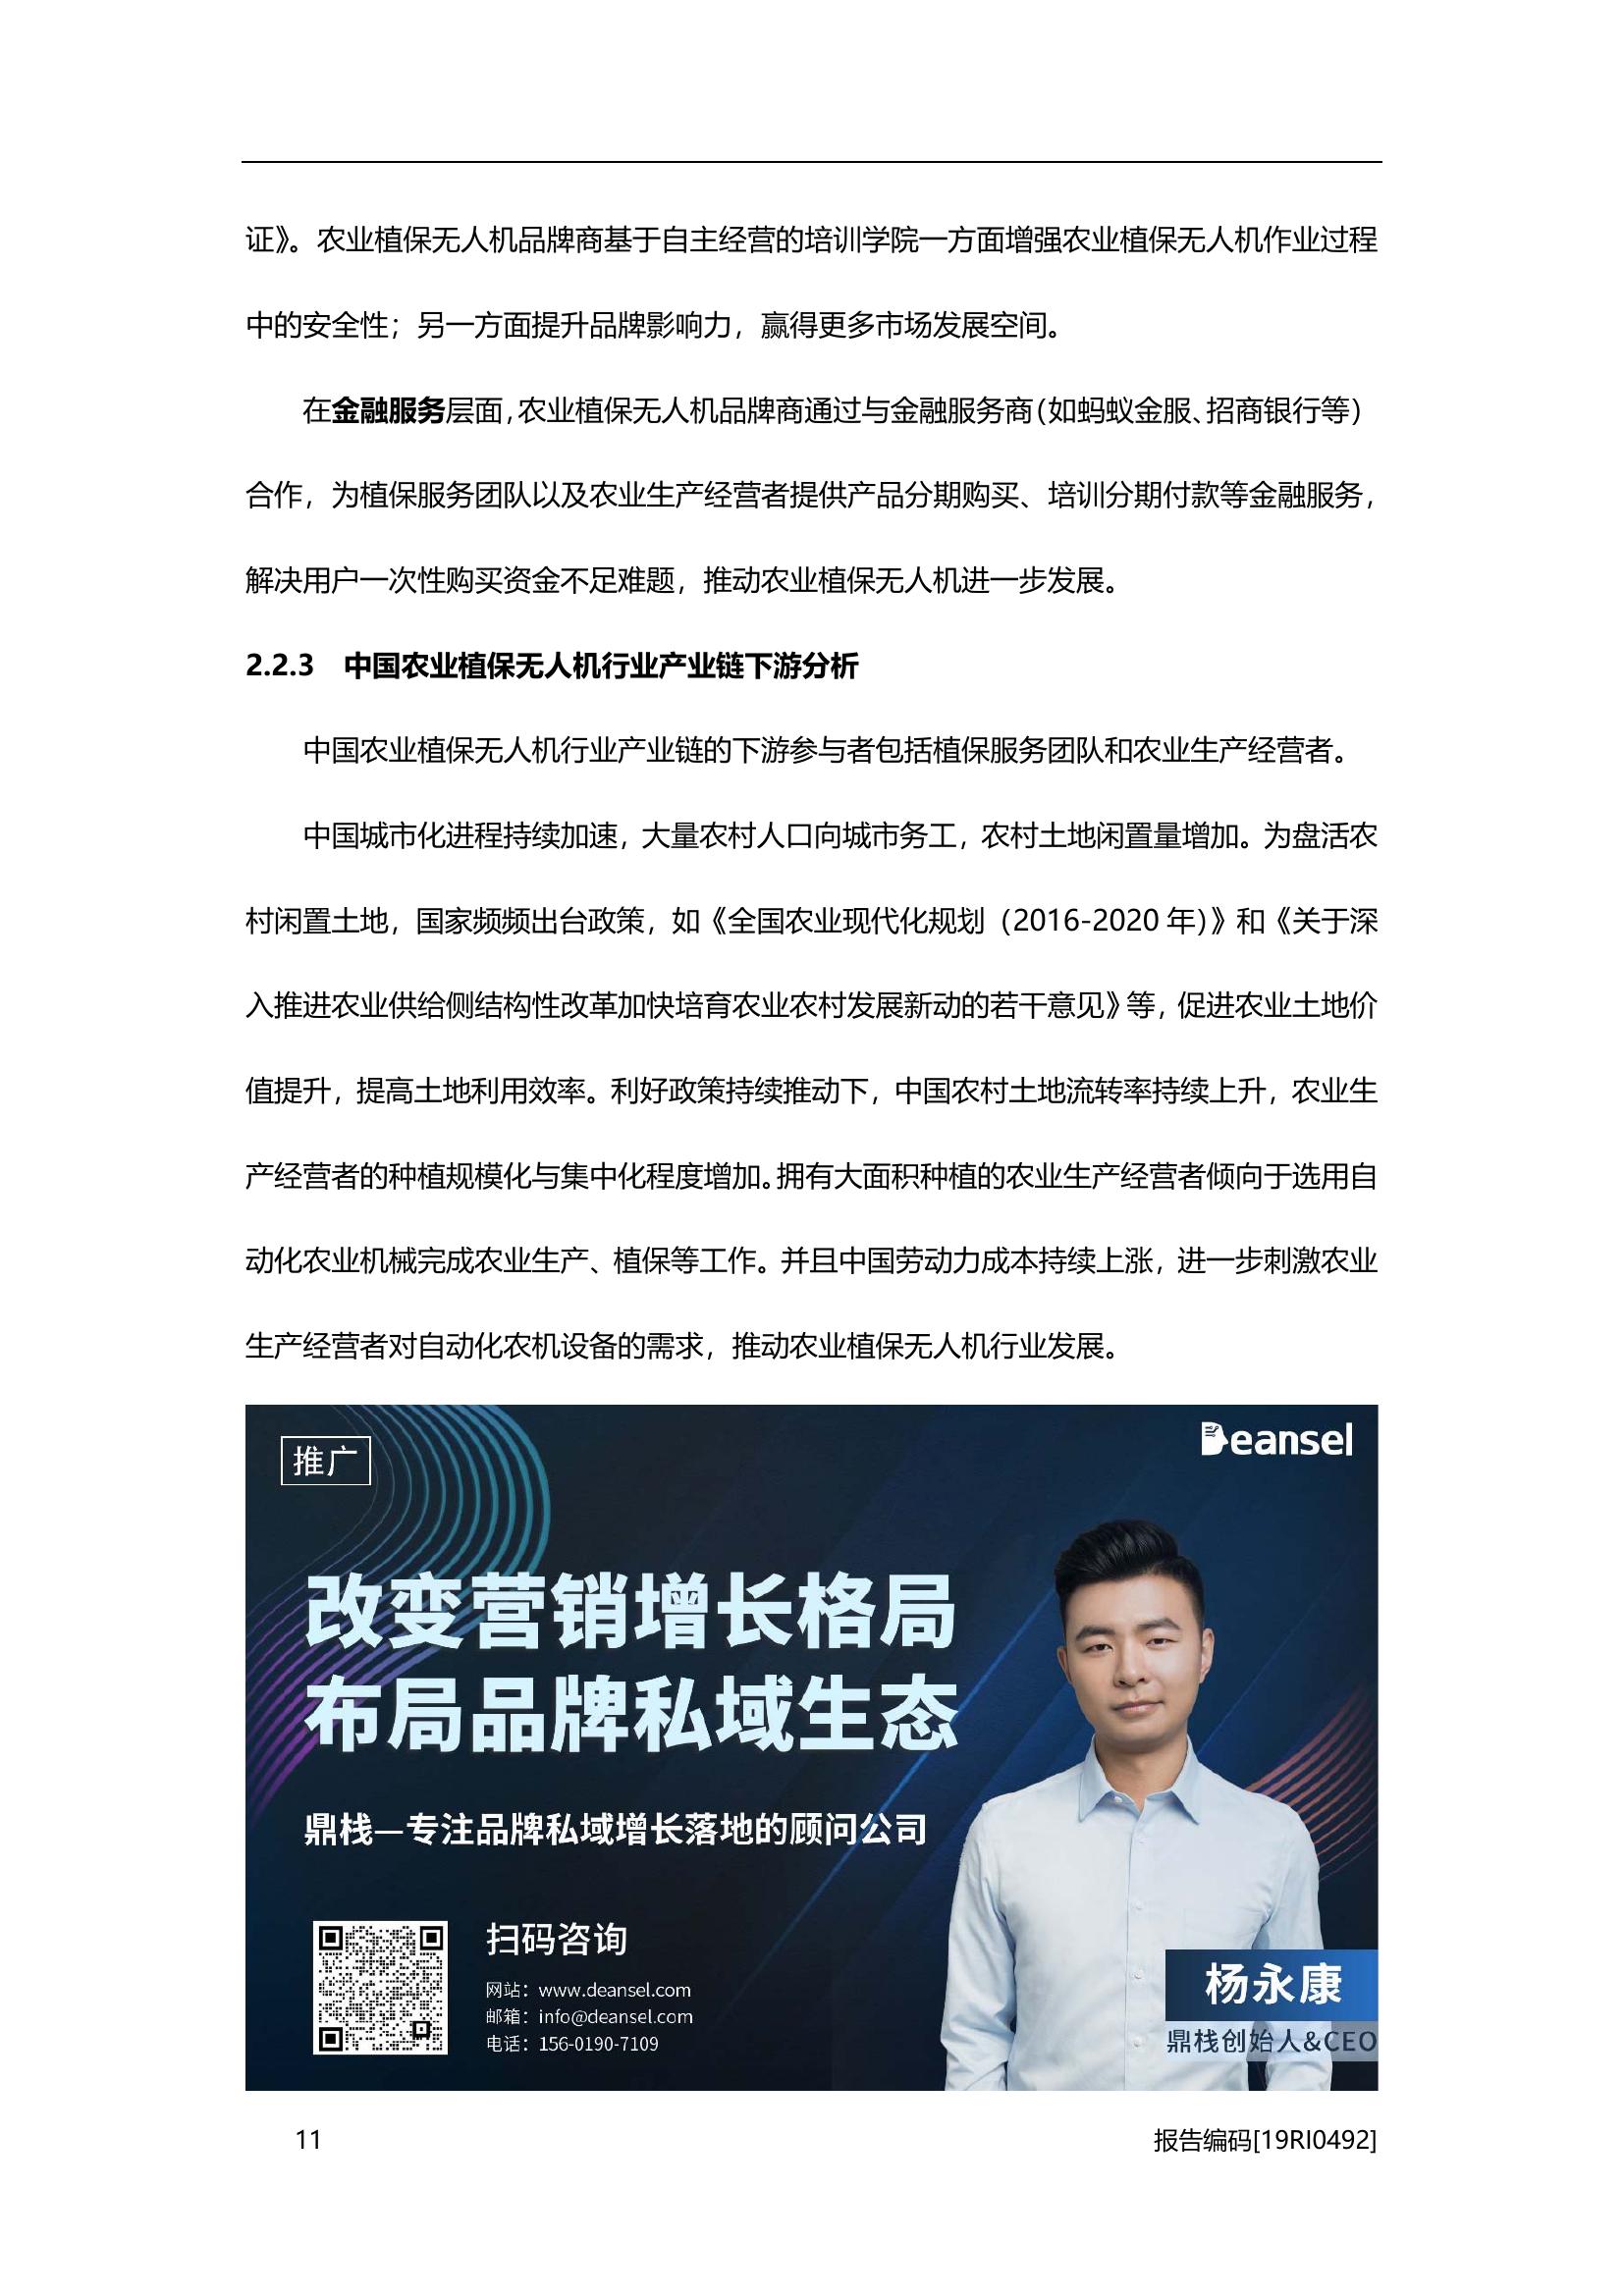 证》。农业植保无人机品牌商基于自主经营的培训学院一方面增强农业植保无人机作业过程
中的安全性；另一方面提升品牌影响力，赢得更多市场发展空间。
在金融服务层面，农业植保无人机品牌商通过与金融服务商（如蚂蚁金服、招商银行等）
合作，为植保服务团队以及农业生产经营者提供产品分期购买、培训分期付款等金融服务，
解决用户一次性购买资金不足难题，推动农业植保无人机进一步发展。
2.2.3 中国农业植保无人机行业产业链下游分析
中国农业植保无人机行业产业链的下游参与者包括植保服务团队和农业生产经营者。
中国城市化进程持续加速，大量农村人口向城市务工，农村土地闲置量增加。为盘活农
村闲置土地，国家频频出台政策，如《全国农业现代化规划（2016-2020 年）》和《关于深
入推进农业供给侧结构性改革加快培育农业农村发展新动的若干意见》等，促进农业土地价
值提升，提高土地利用效率。利好政策持续推动下，中国农村土地流转率持续上升，农业生
产经营者的种植规模化与集中化程度增加。拥有大面积种植的农业生产经营者倾向于选用自
动化农业机械完成农业生产、植保等工作。并且中国劳动力成本持续上涨，进一步刺激农业
生产经营者对自动化农机设备的需求，推动农业植保无人机行业发展。
推广
Deansel
改变营销增长格局
布局品牌私域生态
鼎栈—专注品牌私域增长落地的顾问公司
扫码咨询
网站：www.deansel.com
邮箱：info@deansel.com
电话：156-0190-7109
杨永康
鼎栈创始人&CEO
11
报告编码[19RI0492]